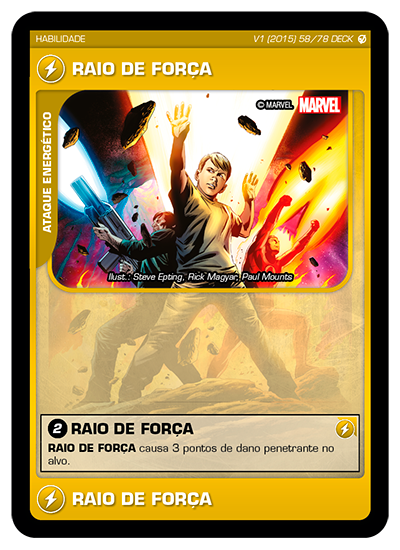 HABILIDADE
V1 (2015) 58/78 DECK
RAIO DE FORÇA
ATAQUE ENERGÉTICO
© MARVEL MARVEL
Ilust.: Steve Epting, Rick Magyar, Paul Mounts
2 RAIO DE FORÇA
RAIO DE FORÇA causa 3 pontos de dano penetrante no
alvo.
RAIO DE FORÇA